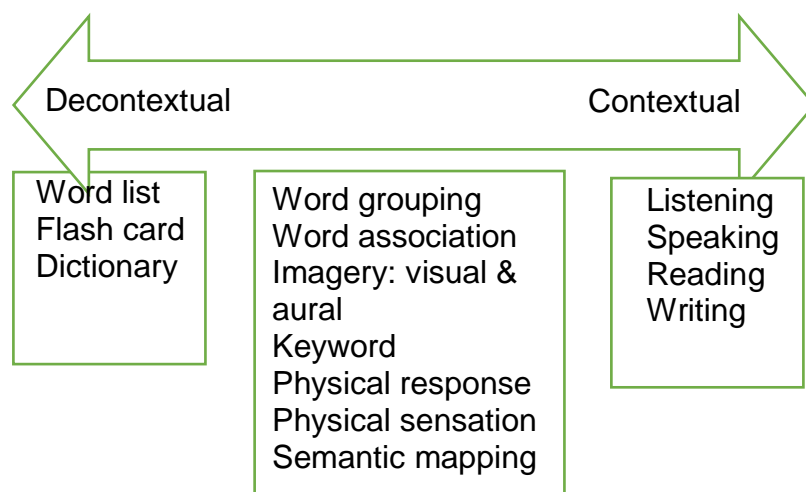 Decontextual
Contextual
Word list
Flash card
Dictionary
Word grouping
Word association
Imagery: visual &
aural
Keyword
Physical response
Physical sensation
Semantic mapping
Listening
Speaking
Reading
Writing